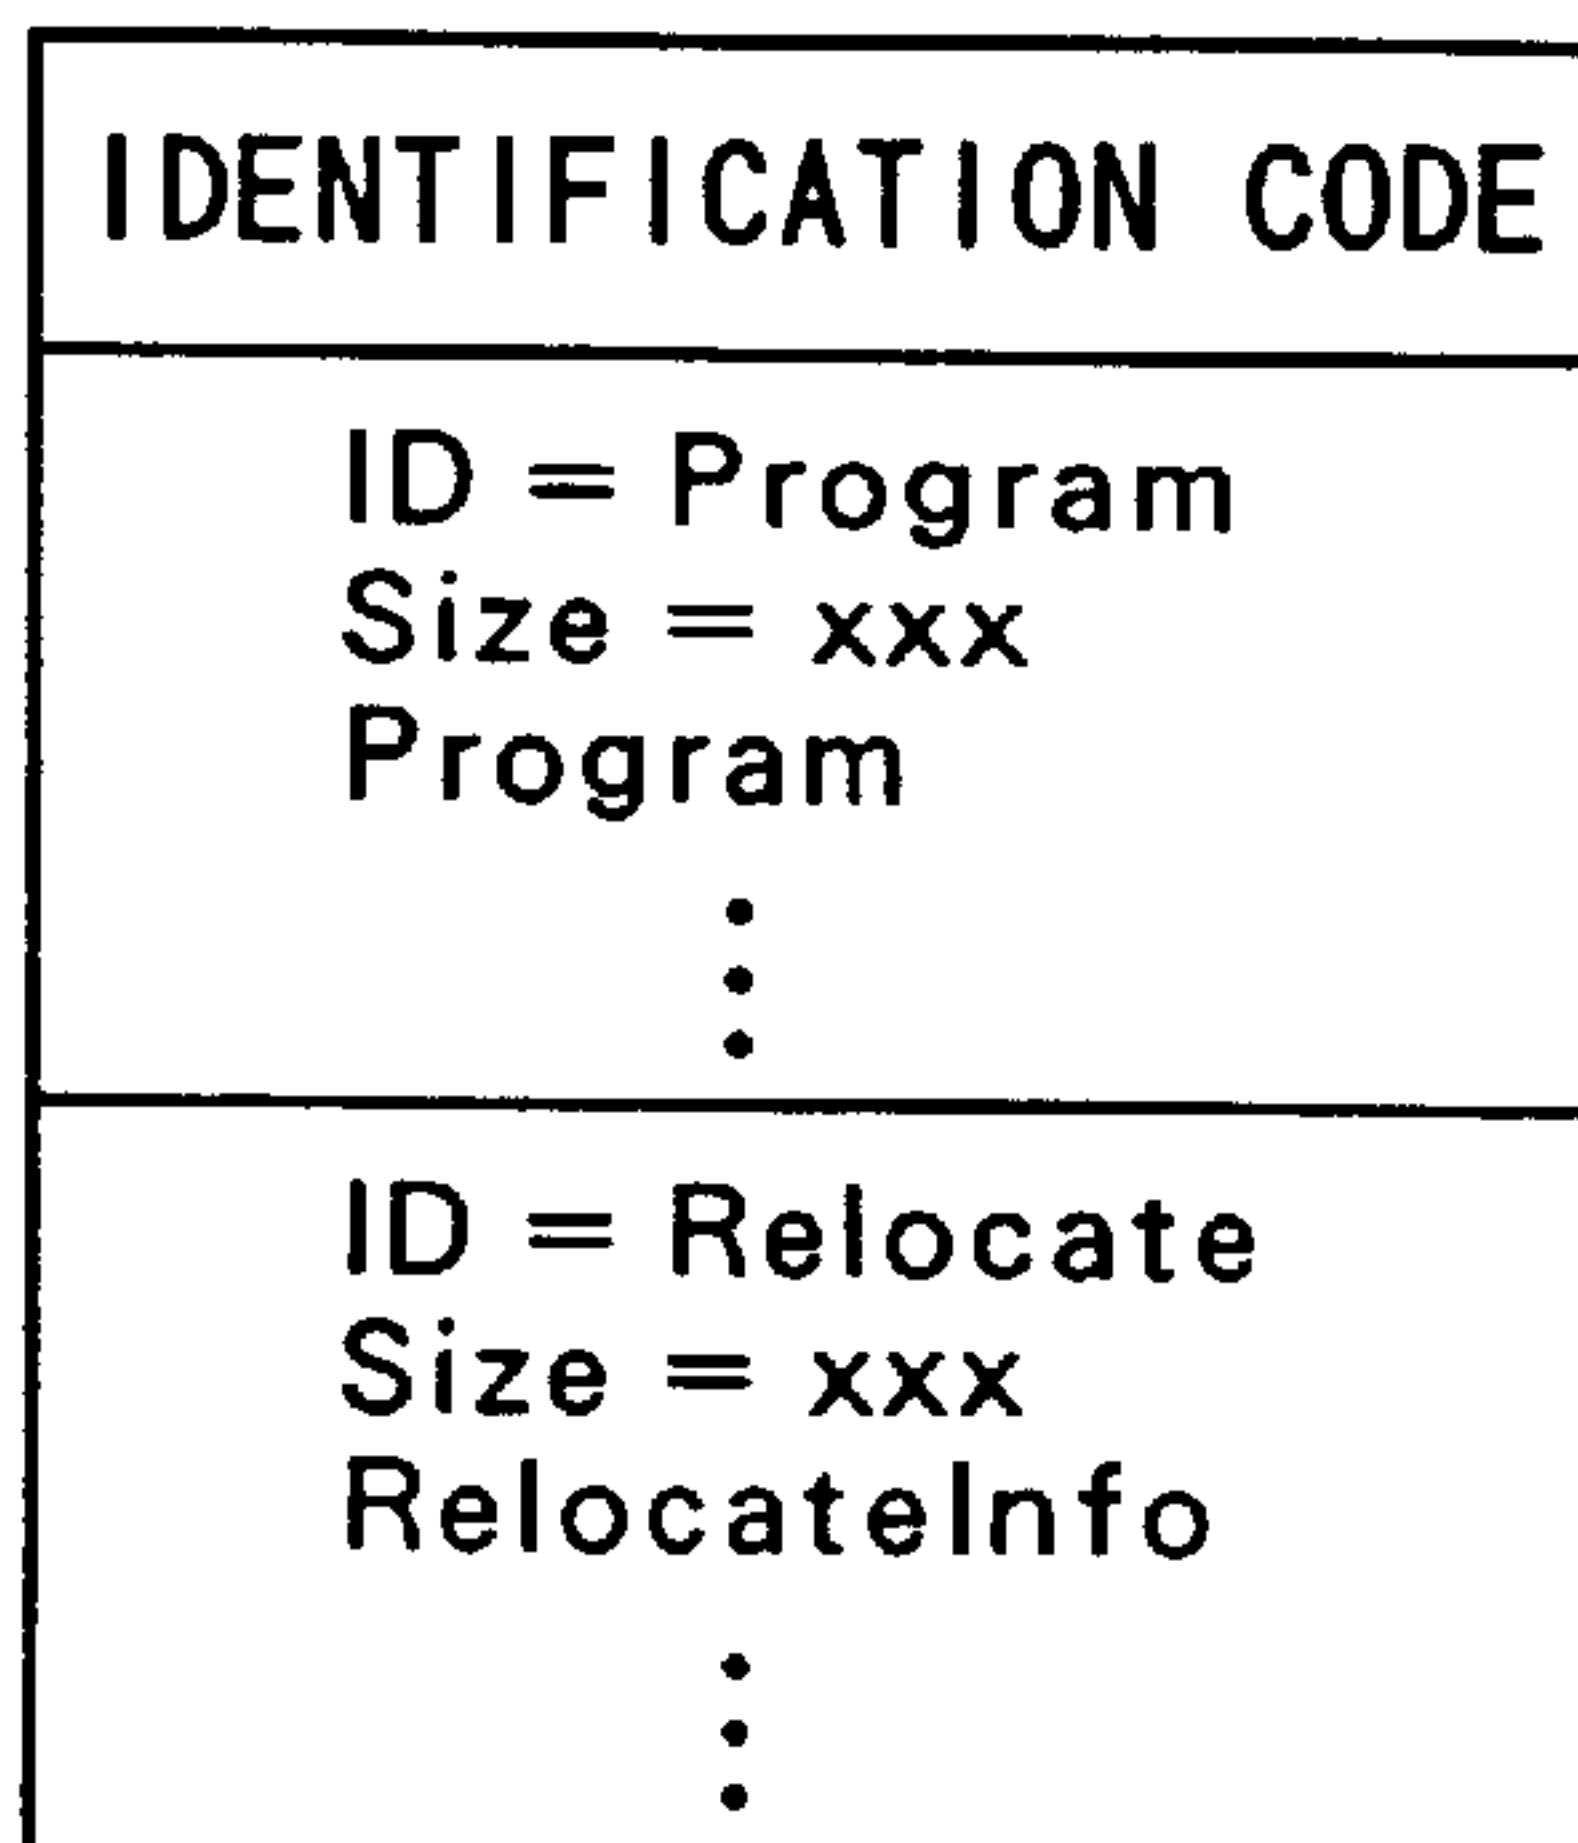 IDENTIFICATION CODE
ID = Program
Size = xxx
Program
ID = Relocate
Size = xxx
RelocateInfo